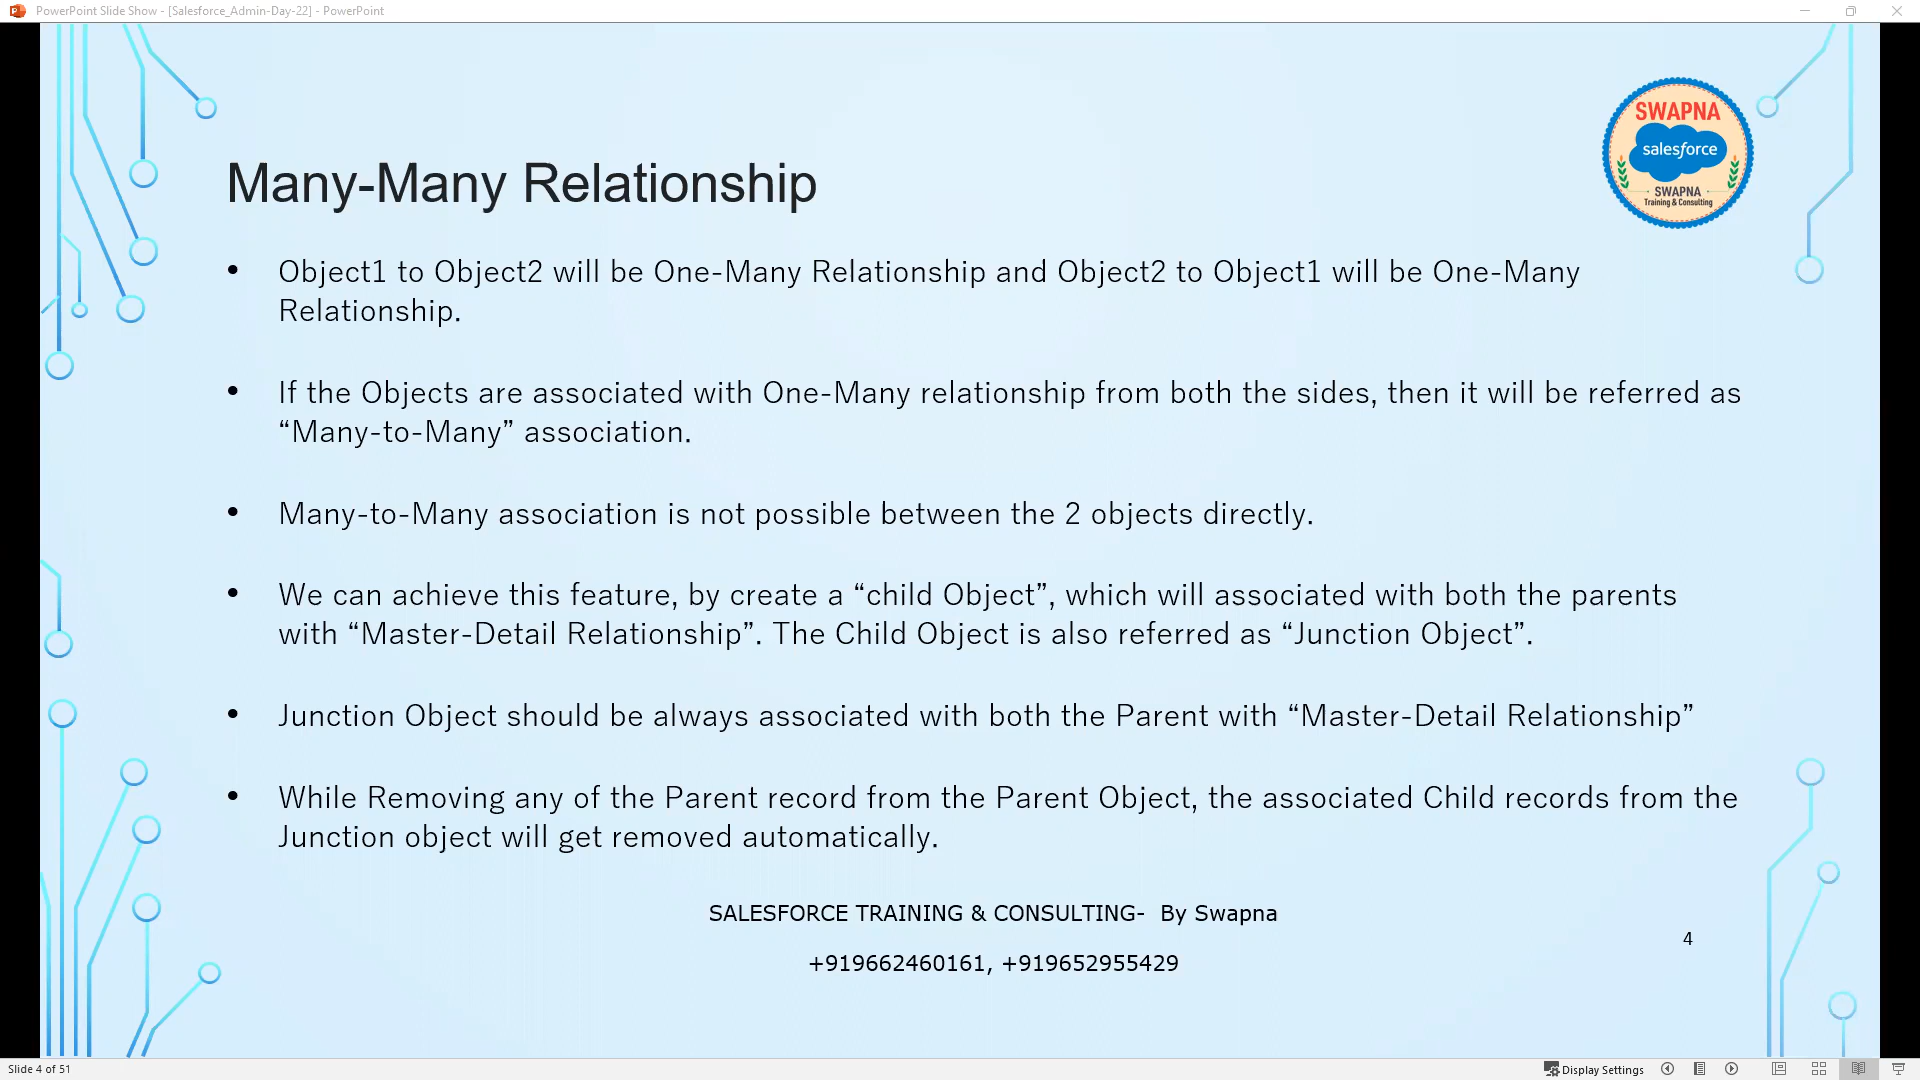 PowerPoint Slide Show - [Salesforce_Admin-Day-22] - PowerPoint
SWAPNA
salesforce
SWAPNA
Training & Consulting
Many-Many Relationship
• Object1 to Object2 will be One-Many Relationship and Object2 to Object1 will be One-Many
Relationship.
• If the Objects are associated with One-Many relationship from both the sides, then it will be referred as
“Many-to-Many” association.
• Many-to-Many association is not possible between the 2 objects directly.
• We can achieve this feature, by create a “child Object”, which will associated with both the parents
with “Master-Detail Relationship”. The Child Object is also referred as “Junction Object”.
• Junction Object should be always associated with both the Parent with “Master-Detail Relationship”
• While Removing any of the Parent record from the Parent Object, the associated Child records from the
Junction object will get removed automatically.
SALESFORCE TRAINING & CONSULTING- By Swapna
4
+919662460161, +919652955429
Slide 4 of 51
Display Settings